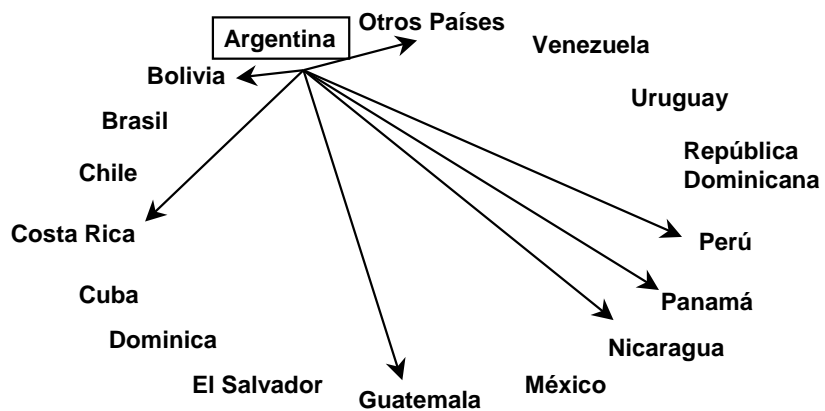 Otros Países
Argentina
Venezuela
Bolivia
Uruguay
Brasil
República
Dominicana
Chile
Costa Rica
Perú
Cuba
Panamá
Dominica
Nicaragua
El Salvador
México
Guatemala